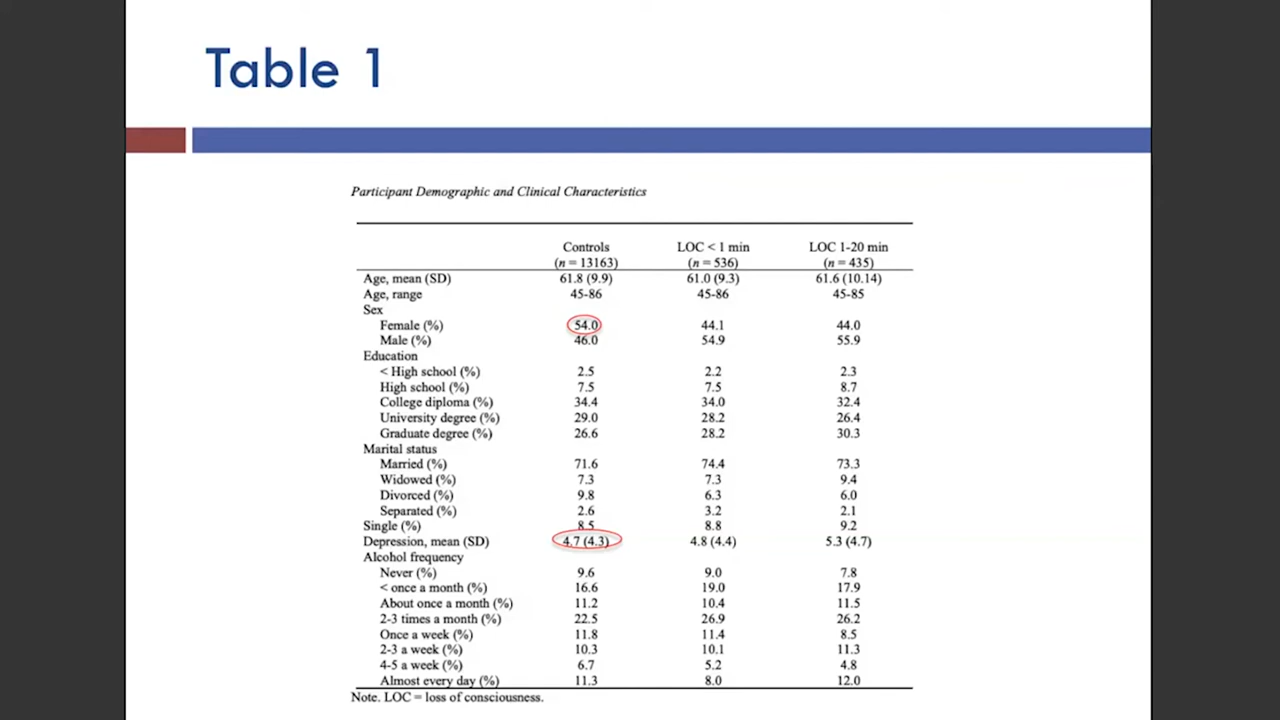 Table 1
Participant Demographic and Clinical Characteristics
Controls LOC < 1 min LOC 1-20 min
(n = 13163) (n = 536) (n = 435)
Age, mean (SD) 61.8 (9.9) 61.0 (9.3) 61.6 (10.14)
Age, range 45-86 45-86 45-85
Sex
Female (%) 54.0 44.1 44.0
Male (%) 46.0 54.9 55.9
Education
< High school (%) 2.5 2.2 2.3
High school (%) 7.5 7.5 8.7
College diploma (%) 34.4 34.0 32.4
University degree (%) 29.0 28.2 26.4
Graduate degree (%) 26.6 28.2 30.3
Marital status
Married (%) 71.6 74.4 73.3
Widowed (%) 7.3 7.3 9.4
Divorced (%) 9.8 6.3 6.0
Separated (%) 2.6 3.2 2.1
Single (%) 8.5 8.8 9.2
Depression, mean (SD) 4.7 (4.3) 4.8 (4.4) 5.3 (4.7)
Alcohol frequency
Never (%) 9.6 9.0 7.8
< once a month (%) 16.6 19.0 17.9
About once a month (%) 11.2 10.4 11.5
2-3 times a month (%) 22.5 26.9 26.2
Once a week (%) 11.8 11.4 8.5
2-3 a week (%) 10.3 10.1 11.3
4-5 a week (%) 6.7 5.2 4.8
Almost every day (%) 11.3 8.0 12.0
Note. LOC = loss of consciousness.